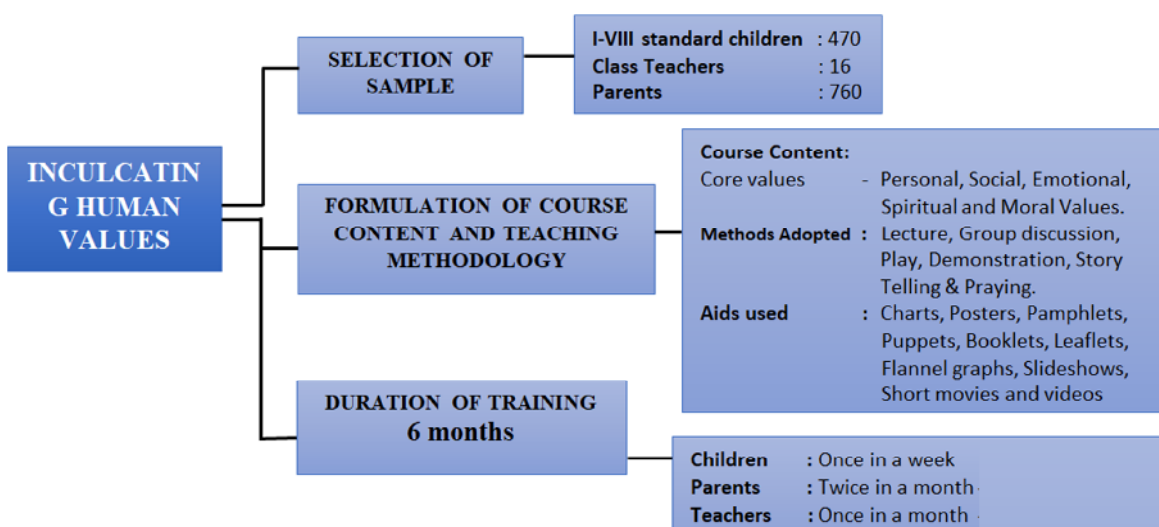 INCULCATIN
G HUMAN
VALUES
SELECTION OF
SAMPLE
I-VIII standard children : 470
Class Teachers : 16
Parents : 760
FORMULATION OF COURSE
CONTENT AND TEACHING
METHODOLOGY
Course Content:
Core values - Personal, Social, Emotional,
Spiritual and Moral Values.
Methods Adopted : Lecture, Group discussion,
Play, Demonstration, Story
Telling & Praying.
Aids used : Charts, Posters, Pamphlets,
Puppets, Booklets, Leaflets,
Flannel graphs, Slideshows,
Short movies and videos
DURATION OF TRAINING
6 months
Children : Once in a week
Parents : Twice in a month -
Teachers : Once in a month -